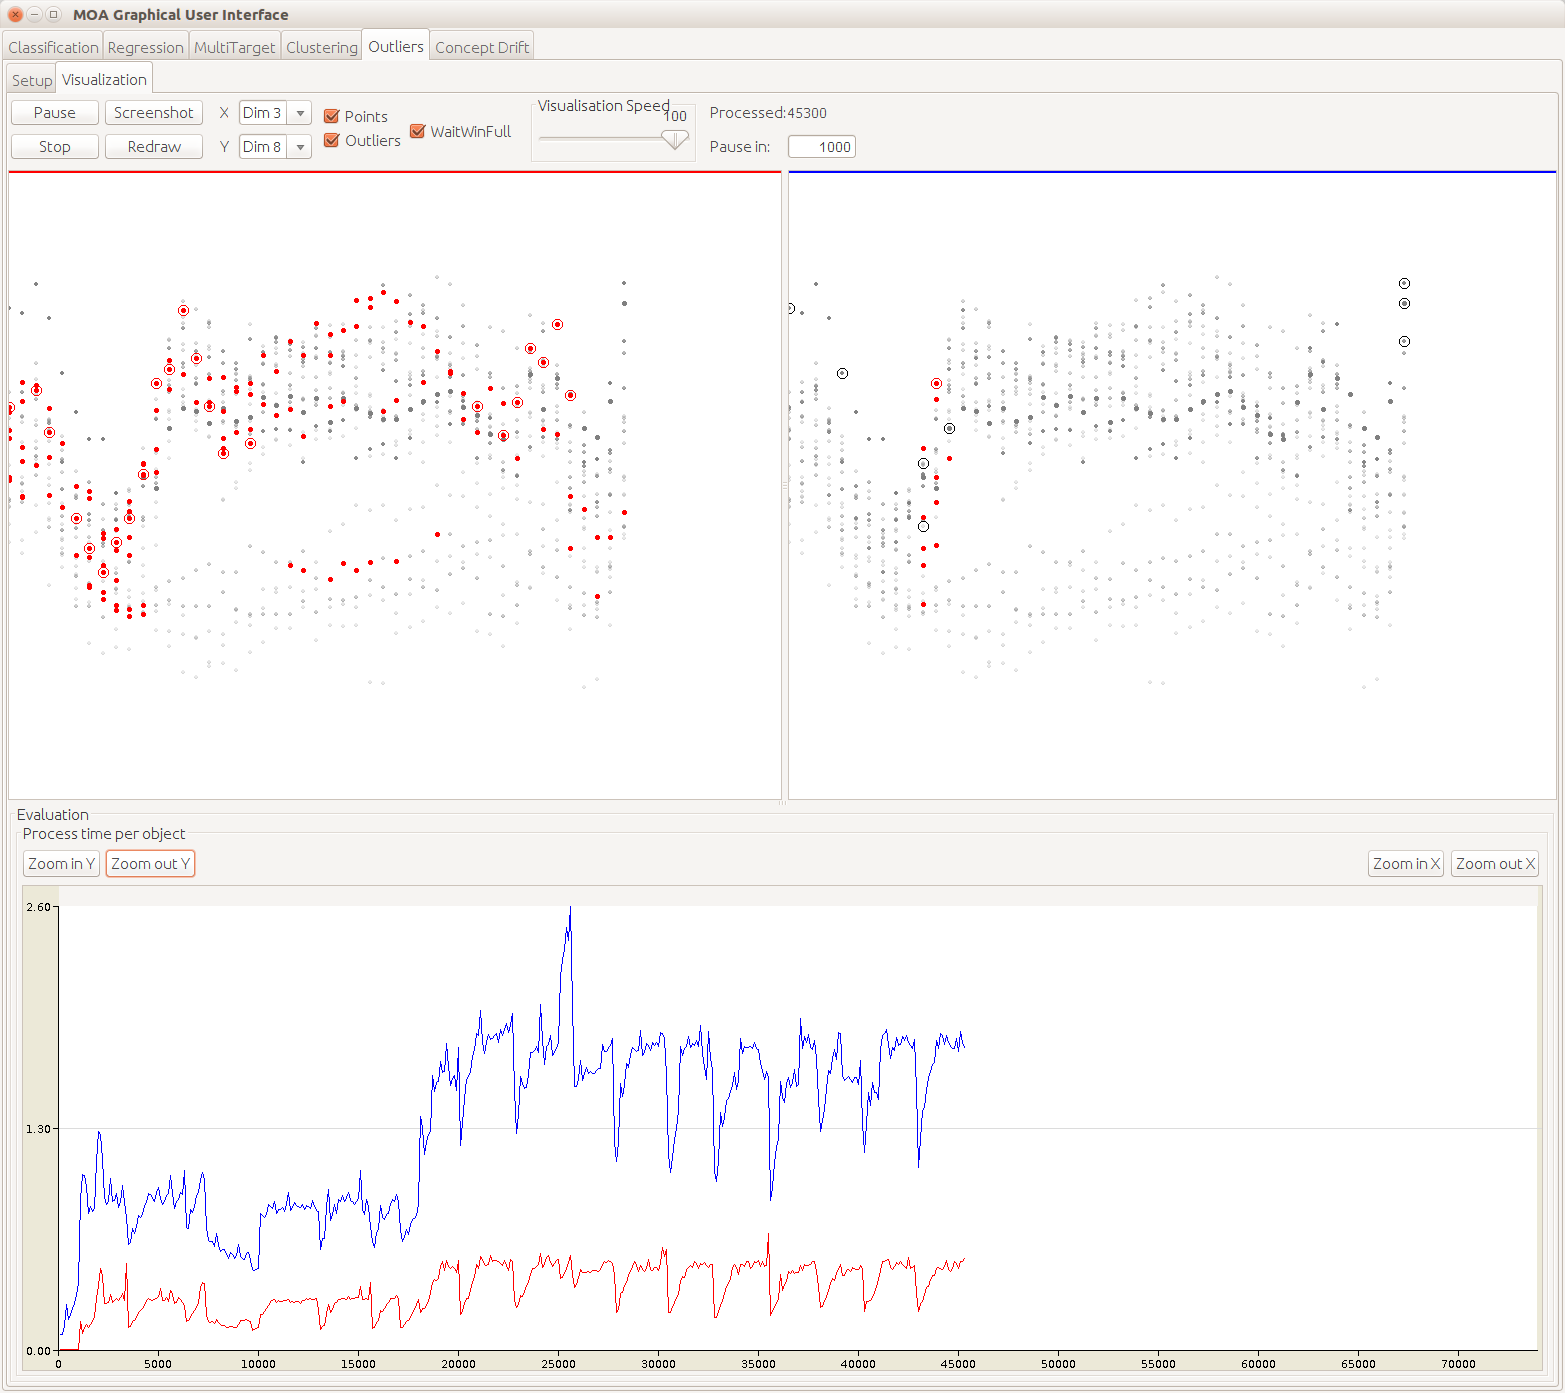 MOA Graphical User Interface
Classification Regression MultiTarget Clustering Outliers Concept Drift
Setup Visualization
Pause Screenshot X Dim 3 Points Outliers WaitWinFull Visualisation Speed 100 Processed:45300
Stop Redraw Y Dim 8 Pause in: 1000
Evaluation
Process time per object
Zoom in Y Zoom out Y Zoom in X Zoom out X
2.60
1.30
0.00
0 5000 10000 15000 20000 25000 30000 35000 40000 45000 50000 55000 60000 65000 70000